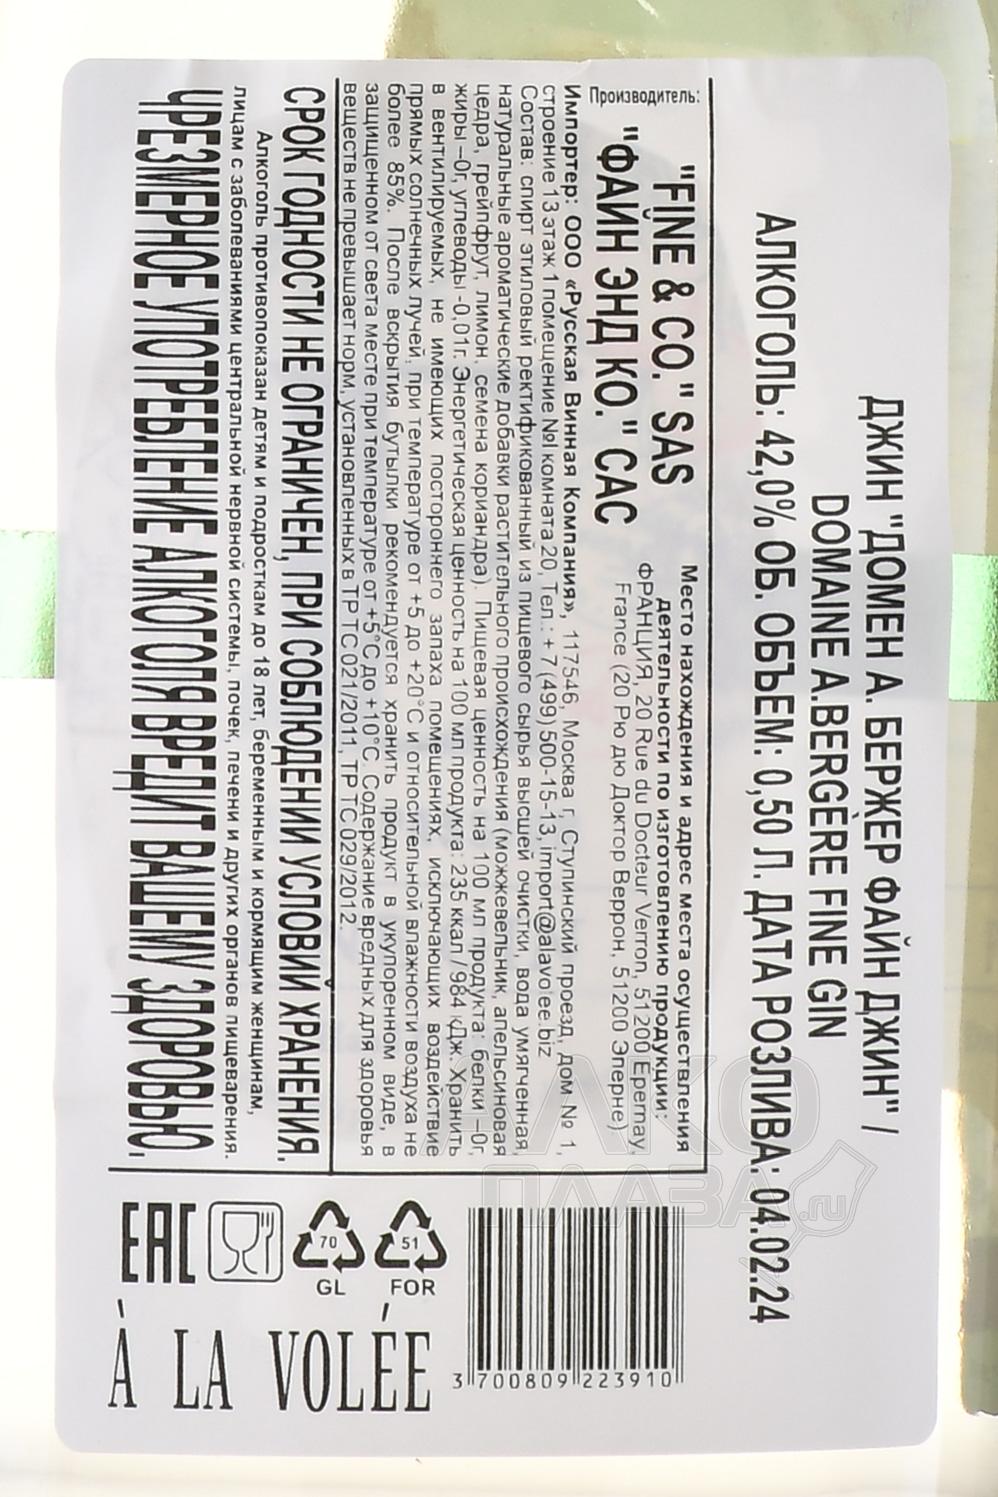 ДЖИН "ДОМЕН А. БЕРЖЕР ФАЙН ДЖИН" /
DOMAINE A.BERGÈRE FINE GIN
АЛКОГОЛЬ: 42,0% ОБ. ОБЪЕМ: 0,50 Л. ДАТА РОЗЛИВА: 04.02.24
Производитель:
"FINE & CO." SAS
"ФАЙН ЭНД КО." САС
Место нахождения и адрес места осуществления
деятельности по изготовлению продукции:
ФРАНЦИЯ, 20 Rue du Docteur Verron, 51200 Épernay,
France (20 Рю дю Доктор Веррон, 51200 Эперне).
Импортер: ООО «Русская Винная Компания», 117546, Москва г, Ступинский проезд, дом № 1,
строение 13 этаж 1 помещение №I комната 20, Тел.: +7(499) 500-15-13, import@alavolee.biz
Состав: спирт этиловый ректификованный из пищевого сырья высшей очистки, вода умягченная,
натуральные ароматические добавки растительного происхождения (можжевельник, апельсиновая
цедра, грейпфрут, лимон, семена кориандра). Пищевая ценность на 100 мл продукта: белки –0г,
жиры –0г, углеводы -0,01г. Энергетическая ценность на 100 мл продукта: 235 ккал / 984 кДж. Хранить
в вентилируемых, не имеющих постороннего запаха помещениях, исключающих воздействие
прямых солнечных лучей, при температуре от +5 до +20°С и относительной влажности воздуха не
более 85%. После вскрытия бутылки рекомендуется хранить продукт в укупоренном виде, в
защищенном от света месте при температуре от +5°С до +10°С. Содержание вредных для здоровья
веществ не превышает норм, установленных в ТР ТС 021/2011, ТР ТС 029/2012.
СРОК ГОДНОСТИ НЕ ОГРАНИЧЕН, ПРИ СОБЛЮДЕНИИ УСЛОВИЙ ХРАНЕНИЯ.
Алкоголь противопоказан детям и подросткам до 18 лет, беременным и кормящим женщинам,
лицам с заболеваниями центральной нервной системы, почек, печени и других органов пищеварения.
ЧРЕЗМЕРНОЕ УПОТРЕБЛЕНИЕ АЛКОГОЛЯ ВРЕДИТ ВАШЕМУ ЗДОРОВЬЮ.
3 700809 223910
51
FOR
70
GL
EAC
À LA VOLÉE
АЛКО
ПЛАЗА.ru